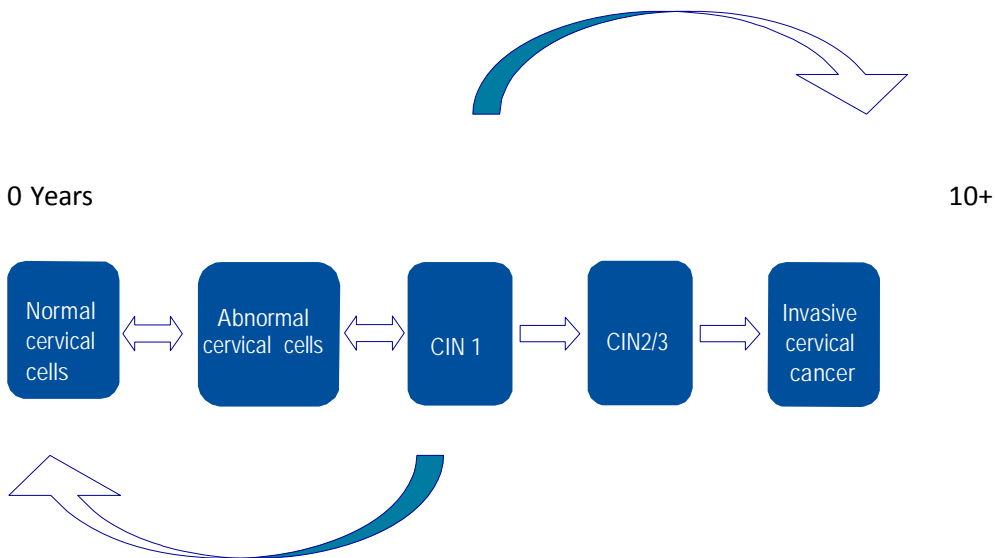 0 Years
10+
Normal
cervical
cells
Abnormal
cervical cells
CIN 1
CIN2/3
Invasive
cervical
cancer